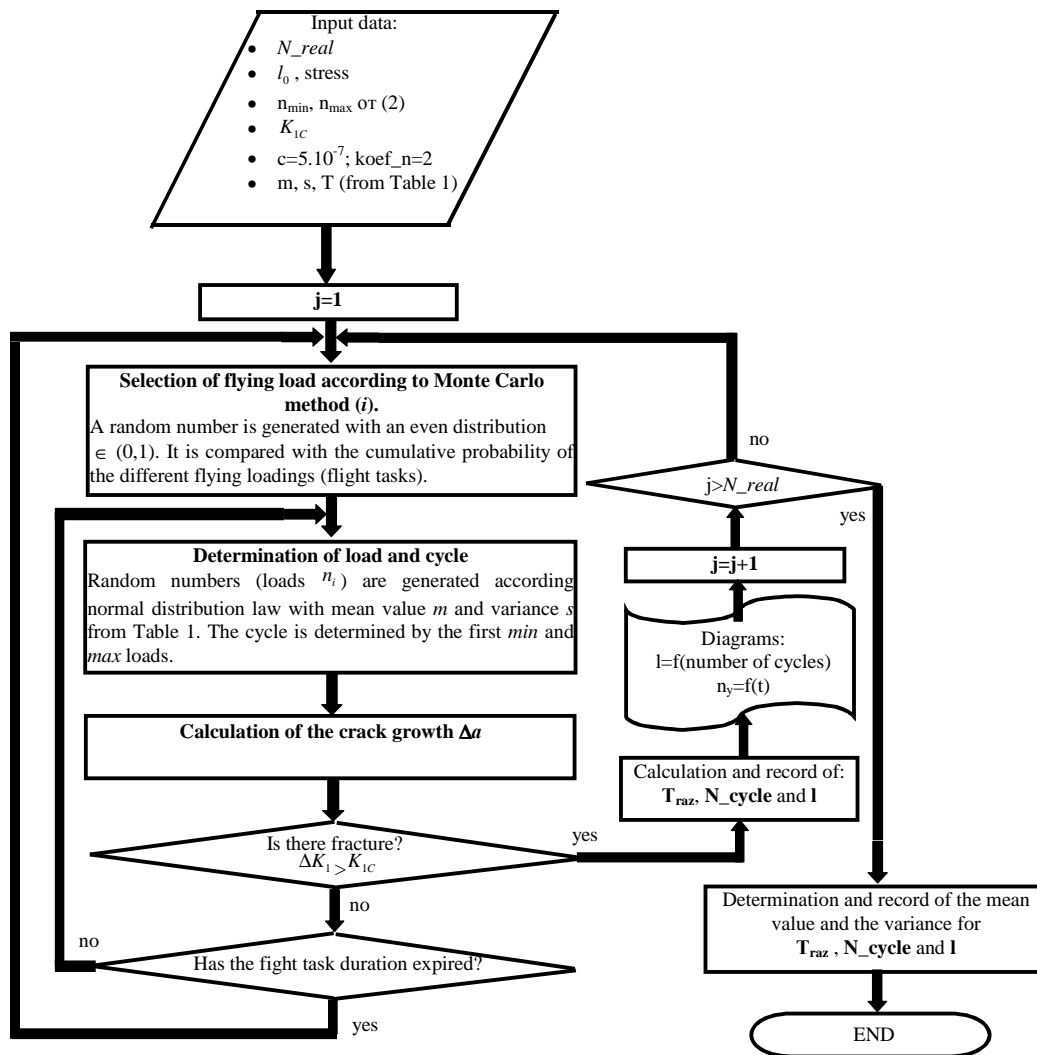 Input data:
• N_real
• l₀ , stress
• nmin, nmax от (2)
• K₁C
• c=5.10⁻⁷; koef_n=2
• m, s, T (from Table 1)
j=1
Selection of flying load according to Monte Carlo
method (i).
A random number is generated with an even distribution
∈ (0,1). It is compared with the cumulative probability of
the different flying loadings (flight tasks).
Determination of load and cycle
Random numbers (loads nᵢ) are generated according
normal distribution law with mean value m and variance s
from Table 1. The cycle is determined by the first min and
max loads.
Calculation of the crack growth Δa
Is there fracture?
ΔK₁ > K₁C
yes
no
Has the fight task duration expired?
no
yes
Calculation and record of:
Traz, N_cycle and l
Diagrams:
l=f(number of cycles)
ny=f(t)
j=j+1
j>N_real
no
yes
Determination and record of the mean
value and the variance for
Traz , N_cycle and l
END